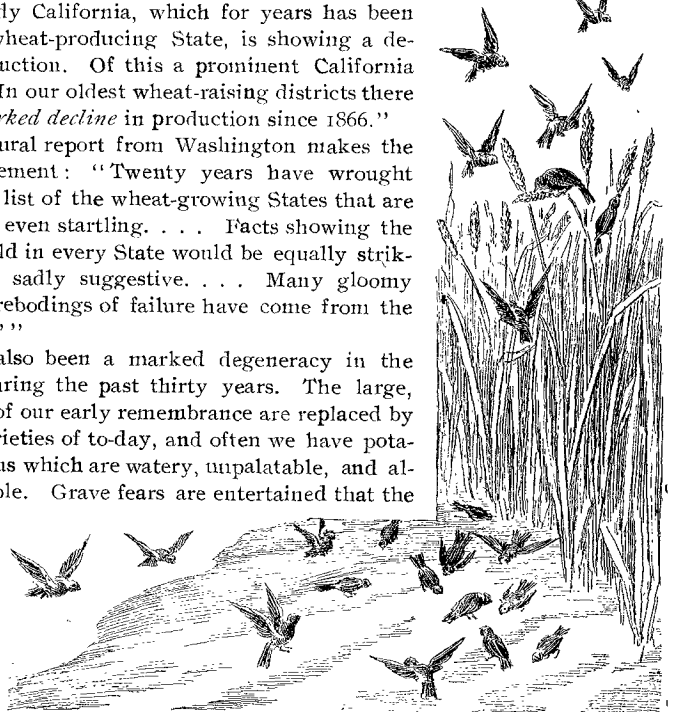 ly California, which for years has been
wheat-producing State, is showing a de-
uction. Of this a prominent California
In our oldest wheat-raising districts there
rked decline in production since 1866."
ural report from Washington makes the
ement: "Twenty years have wrought
list of the wheat-growing States that are
even startling. . . . Facts showing the
ld in every State would be equally strik-
sadly suggestive. . . . Many gloomy
rebodings of failure have come from the
’ ”
also been a marked degeneracy in the
uring the past thirty years. The large,
of our early remembrance are replaced by
rieties of to-day, and often we have pota-
us which are watery, unpalatable, and al-
ble. Grave fears are entertained that the